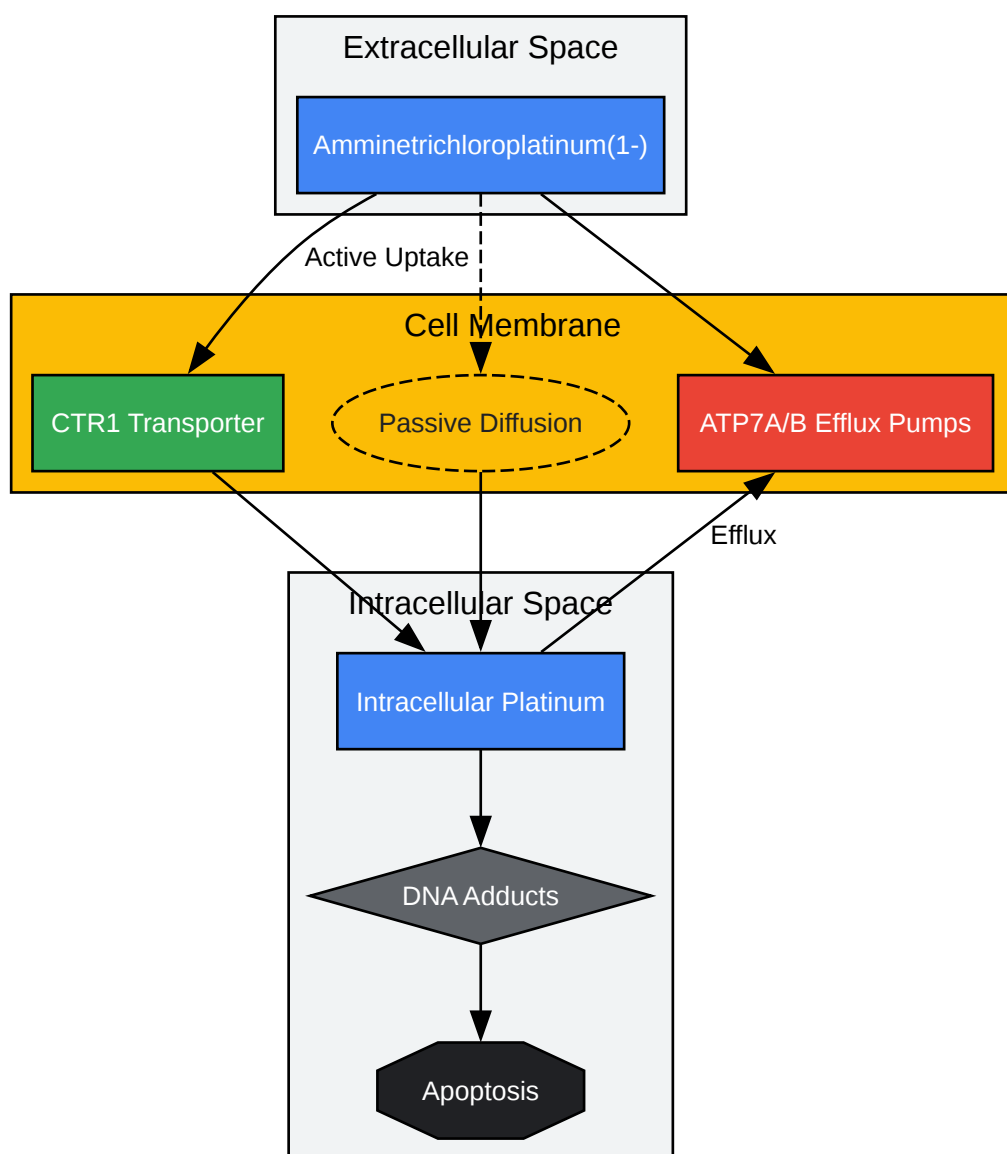 Extracellular Space
Amminetrichloroplatinum(1-)
Active Uptake
Cell Membrane
CTR1 Transporter
Passive Diffusion
ATP7A/B Efflux Pumps
Efflux
Intracellular Space
Intracellular Platinum
DNA Adducts
Apoptosis